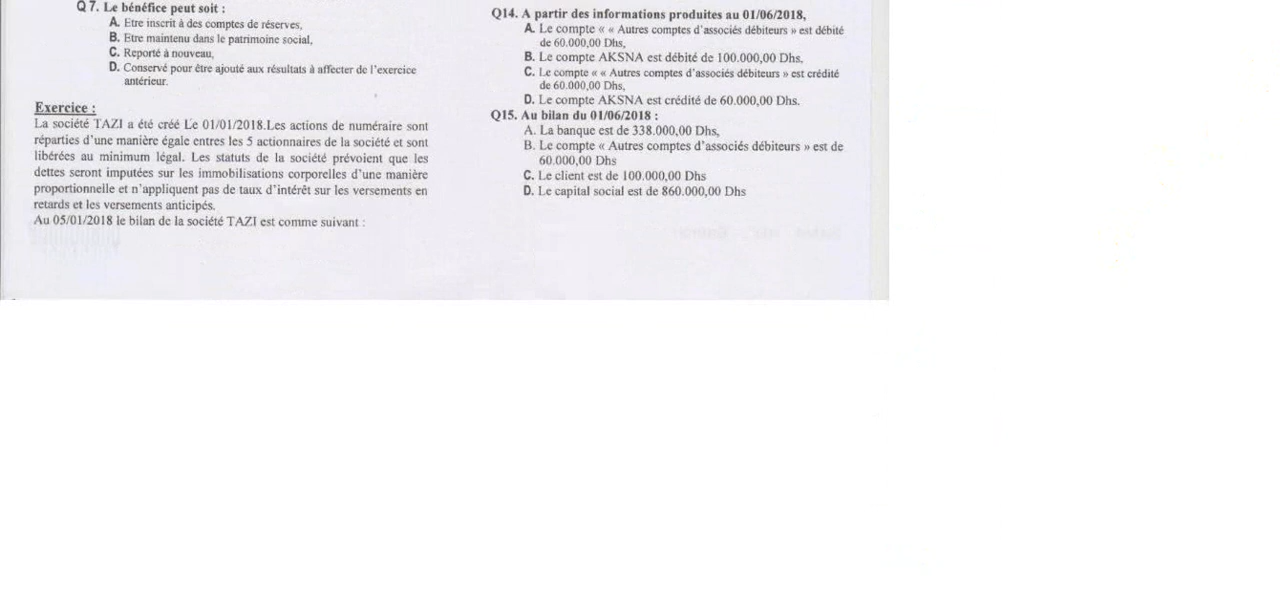 Q 7. Le bénéfice peut soit :
A. Etre inscrit à des comptes de réserves,
B. Etre maintenu dans le patrimoine social,
C. Reporté à nouveau,
D. Conservé pour être ajouté aux résultats à affecter de l'exercice
antérieur.
Exercice :
La société TAZI a été créé Le 01/01/2018.Les actions de numéraire sont
réparties d'une manière égale entres les 5 actionnaires de la société et sont
libérées au minimum légal. Les statuts de la société prévoient que les
dettes seront imputées sur les immobilisations corporelles d'une manière
proportionnelle et n'appliquent pas de taux d'intérêt sur les versements en
retards et les versements anticipés.
Au 05/01/2018 le bilan de la société TAZI est comme suivant :
Q14. A partir des informations produites au 01/06/2018,
A. Le compte « « Autres comptes d'associés débiteurs » est débité
de 60.000,00 Dhs,
B. Le compte AKSNA est débité de 100.000,00 Dhs,
C. Le compte « « Autres comptes d'associés débiteurs » est crédité
de 60.000,00 Dhs,
D. Le compte AKSNA est crédité de 60.000,00 Dhs.
Q15. Au bilan du 01/06/2018 :
A. La banque est de 338.000,00 Dhs,
B. Le compte « Autres comptes d'associés débiteurs » est de
60.000,00 Dhs
C. Le client est de 100.000,00 Dhs
D. Le capital social est de 860.000,00 Dhs